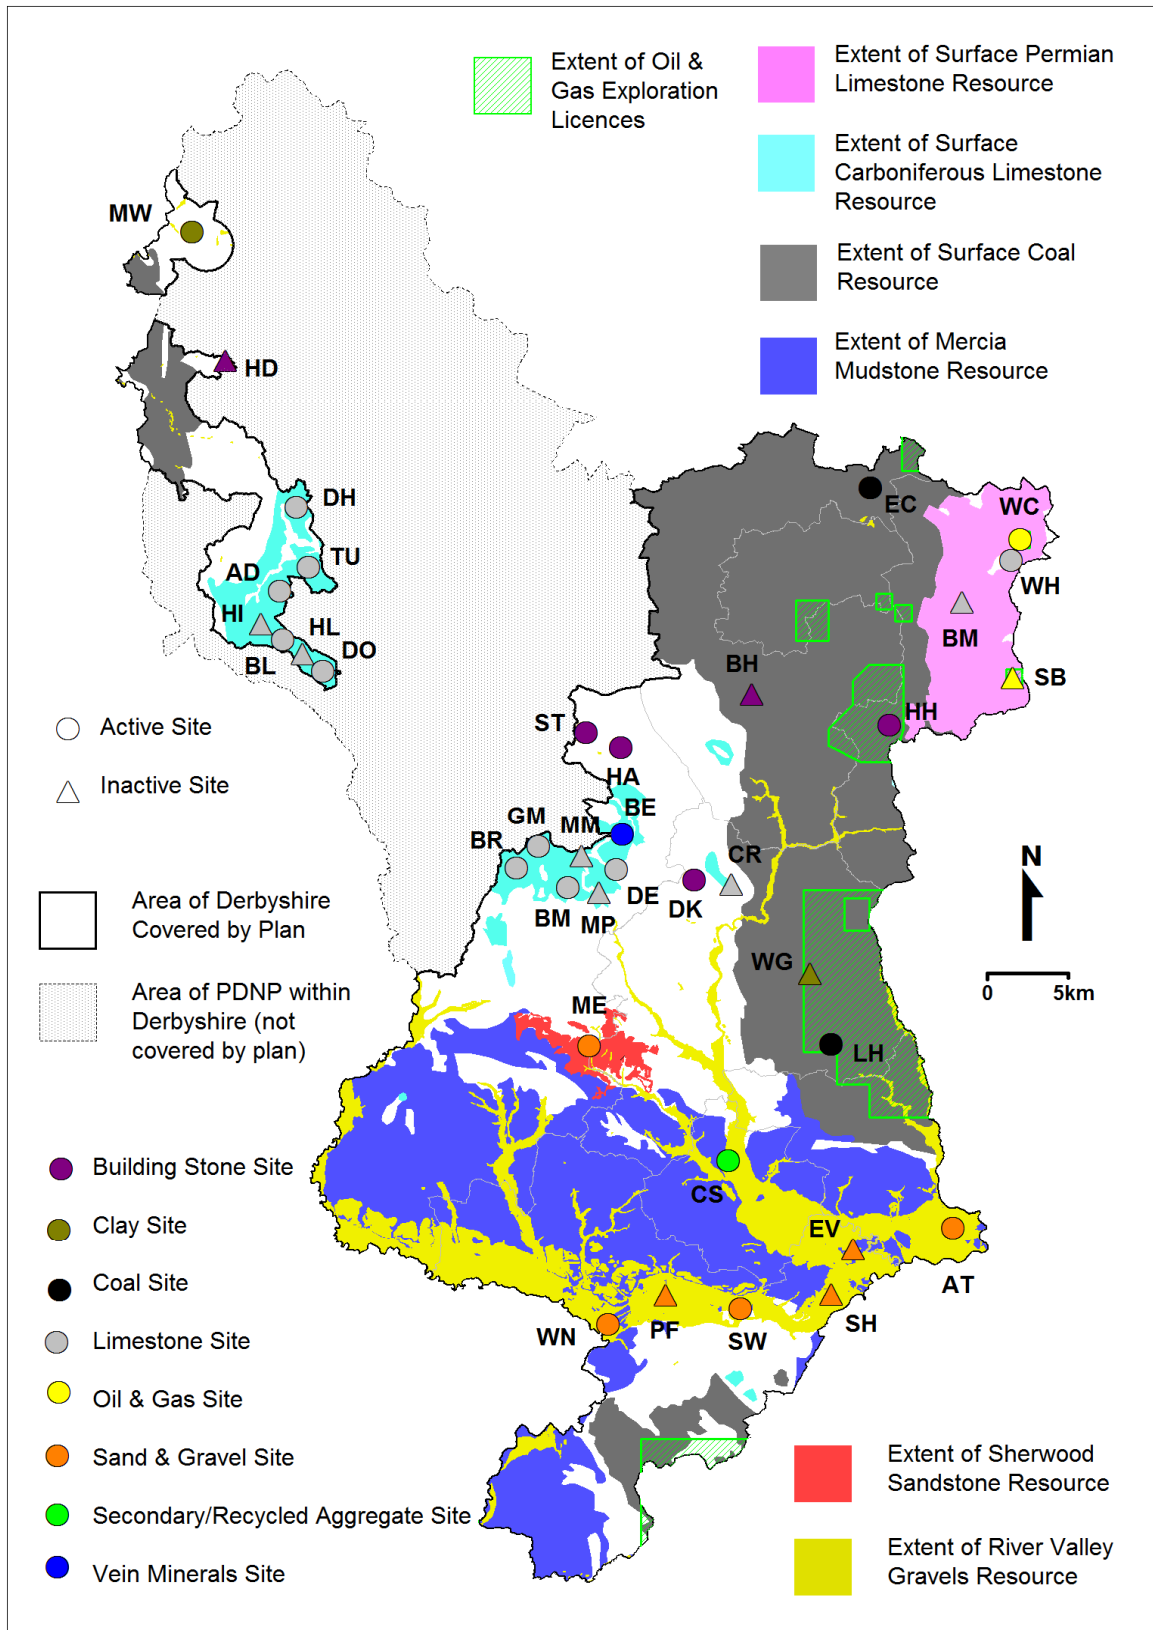 Extent of Oil &
Gas Exploration
Licences
Extent of Surface Permian
Limestone Resource
Extent of Surface
Carboniferous Limestone
Resource
Extent of Surface Coal
Resource
Extent of Mercia
Mudstone Resource
MW
HD
DH
TU
AD
HI
HL
BL
DO
EC
WC
WH
BM
SB
BH
HH
ST
HA
BE
GM
MM
BR
BM
MP
DE
DK
CR
WG
LH
ME
CS
EV
AT
WN
PF
SW
SH
Active Site
Inactive Site
Area of Derbyshire
Covered by Plan
Area of PDNP within
Derbyshire (not
covered by plan)
N
0 5km
Building Stone Site
Clay Site
Coal Site
Limestone Site
Oil & Gas Site
Sand & Gravel Site
Secondary/Recycled Aggregate Site
Vein Minerals Site
Extent of Sherwood
Sandstone Resource
Extent of River Valley
Gravels Resource